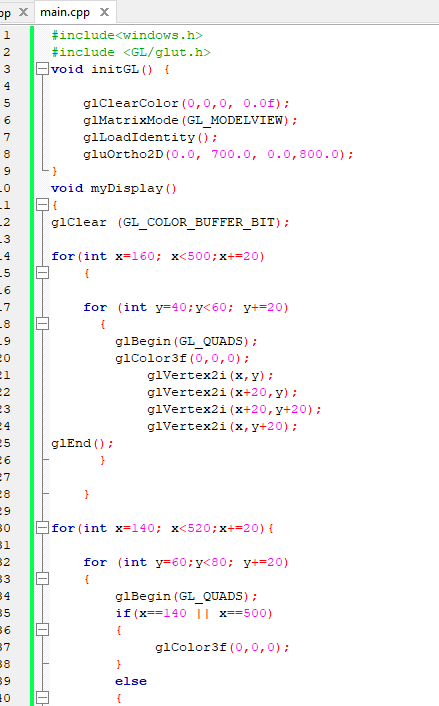 pp main.cpp
1 #include<windows.h>
2 #include <GL/glut.h>
3 void initGL() {
4
5 glClearColor(0,0,0, 0.0f);
6 glMatrixMode(GL_MODELVIEW);
7 glLoadIdentity();
8 gluOrtho2D(0.0, 700.0, 0.0,800.0);
9 }
10 void myDisplay()
11 {
12 glClear (GL_COLOR_BUFFER_BIT);
13
14 for(int x=160; x<500;x+=20)
15 {
16
17 for (int y=40;y<60; y+=20)
18 {
19 glBegin(GL_QUADS);
20 glColor3f(0,0,0);
21 glVertex2i(x,y);
22 glVertex2i(x+20,y);
23 glVertex2i(x+20,y+20);
24 glVertex2i(x,y+20);
25 glEnd();
26 }
27
28 }
29
30 for(int x=140; x<520;x+=20){
31
32 for (int y=60;y<80; y+=20)
33 {
34 glBegin(GL_QUADS);
35 if(x==140 || x==500)
36 {
37 glColor3f(0,0,0);
38 }
39 else
40 {